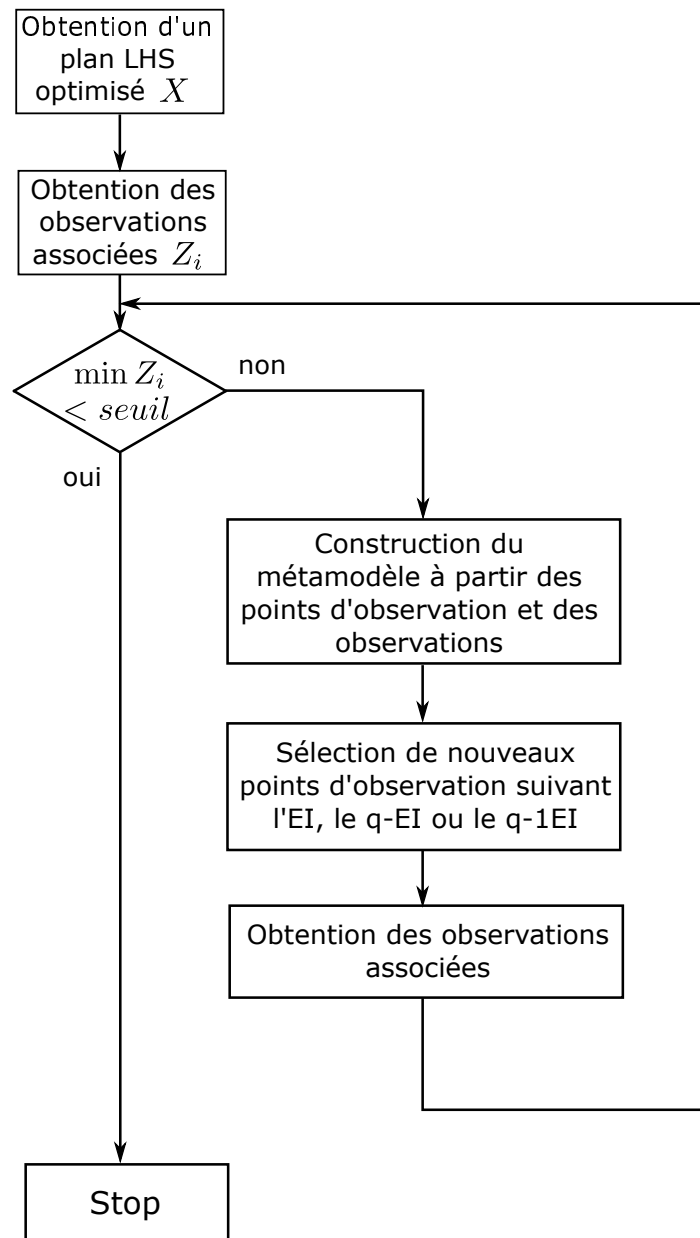 Obtention d'un
plan LHS
optimisé X
Obtention des
observations
associées Z_i
min Z_i
< seuil
non
oui
Construction du
métamodèle à partir des
points d'observation et des
observations
Sélection de nouveaux
points d'observation suivant
l'EI, le q-EI ou le q-1EI
Obtention des observations
associées
Stop